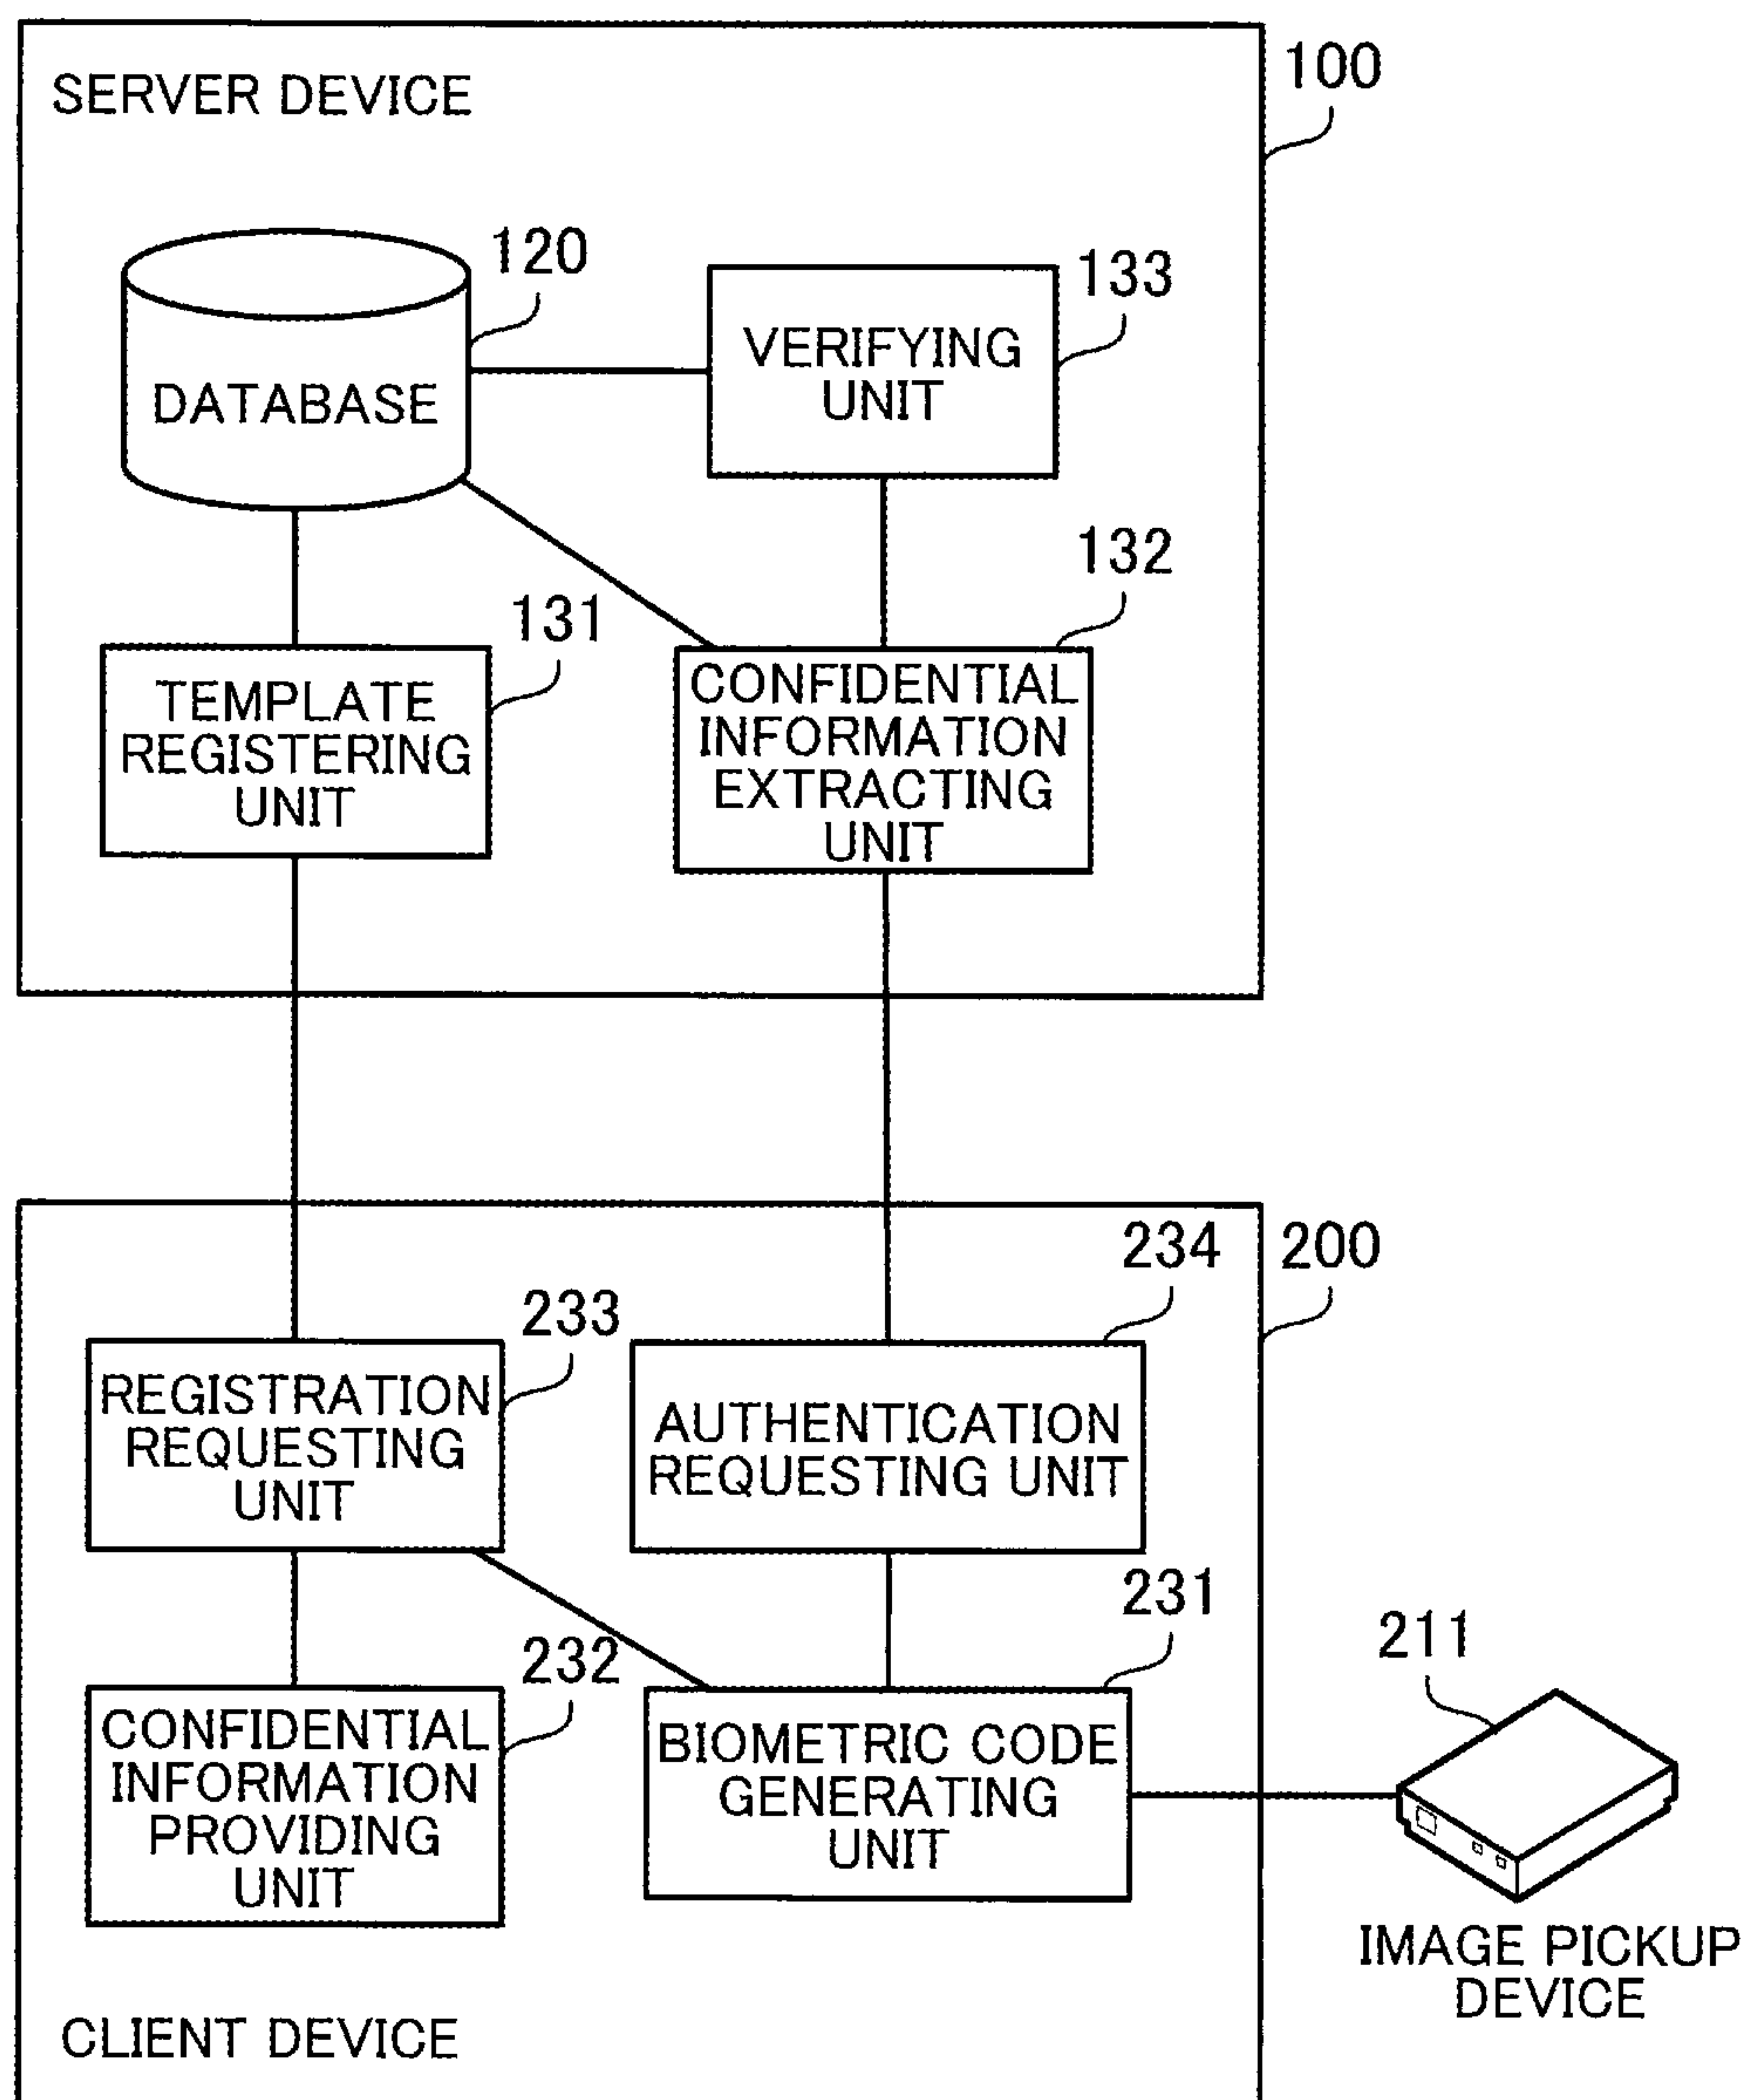 SERVER DEVICE
100
120
133
DATABASE
VERIFYING
UNIT
132
131
TEMPLATE
REGISTERING
UNIT
CONFIDENTIAL
INFORMATION
EXTRACTING
UNIT
234
200
233
REGISTRATION
REQUESTING
UNIT
AUTHENTICATION
REQUESTING UNIT
231
211
232
CONFIDENTIAL
INFORMATION
PROVIDING
UNIT
BIOMETRIC CODE
GENERATING
UNIT
IMAGE PICKUP
DEVICE
CLIENT DEVICE